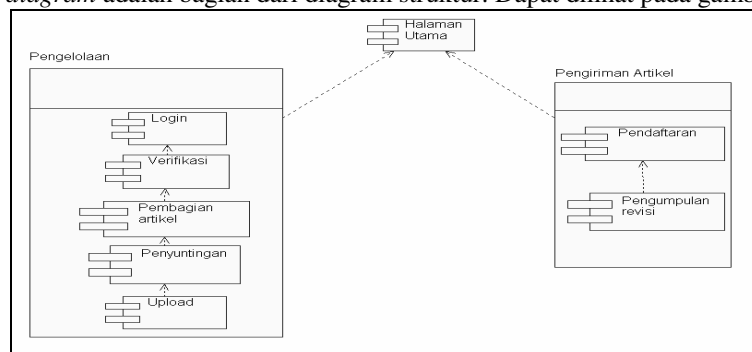 diagram adalah bagian dari diagram struktur. Dapat dilihat pada
Halaman
Utama
Pengelolaan
Pengiriman Artikel
Login
Verifikasi
Pembagian
artikel
Penyuntingan
Upload
Pendaftaran
Pengumpulan
revisi